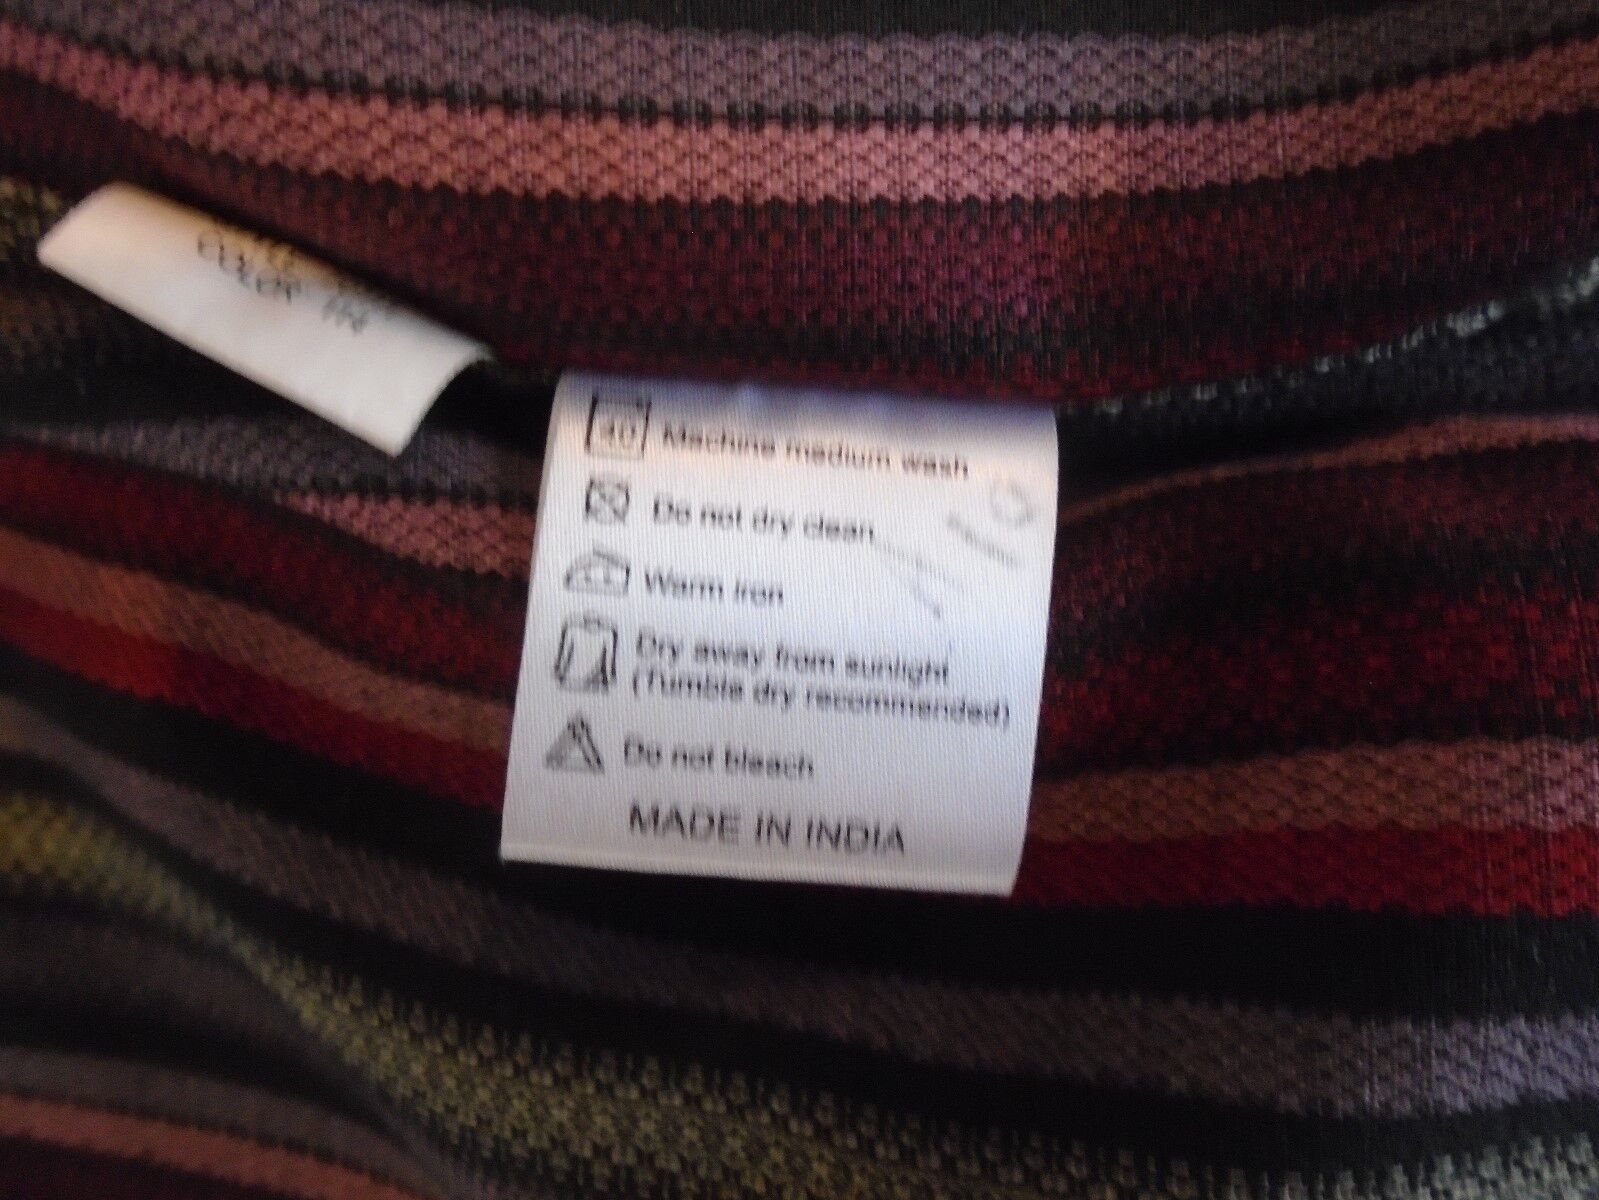 COLOR
40 Machine medium wash
Do not dry clean
Warm iron
Dry away from sunlight
(Tumble dry recommended)
Do not bleach
MADE IN INDIA